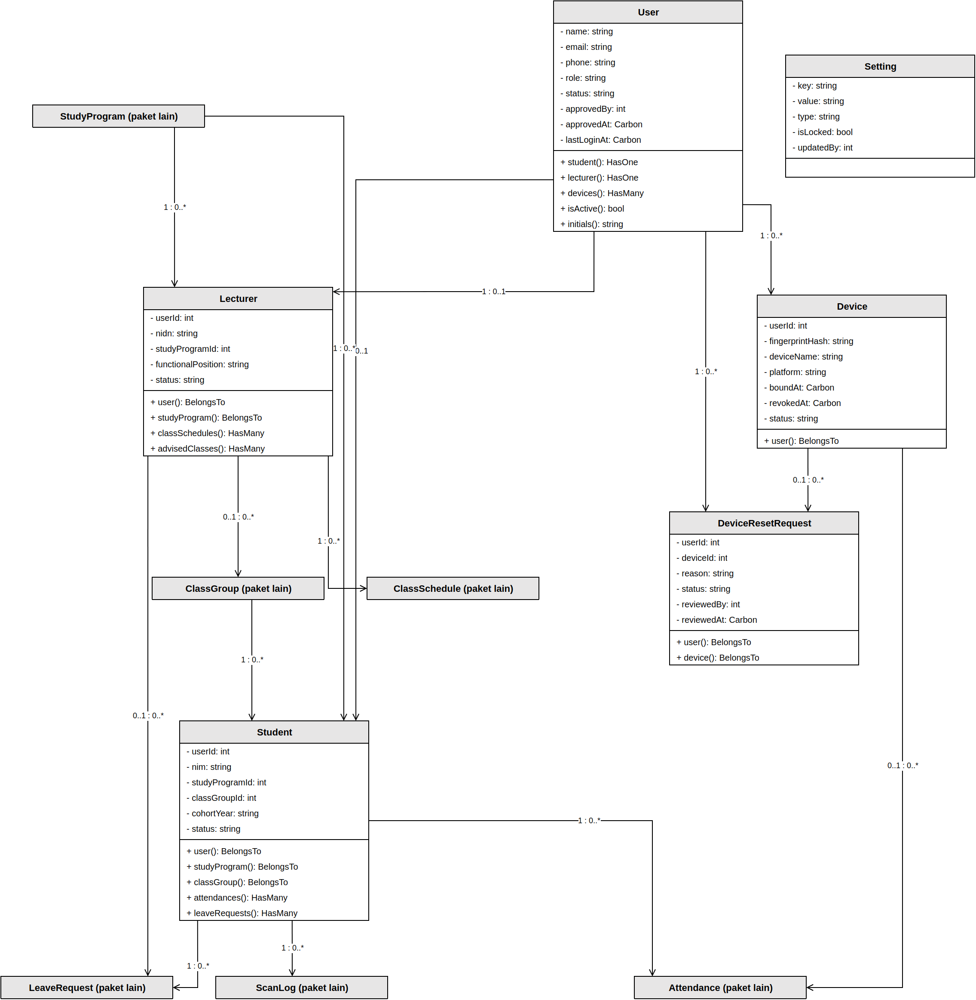 User
- name: string
- email: string
- phone: string
- role: string
- status: string
- approvedBy: int
- approvedAt: Carbon
- lastLoginAt: Carbon
+ student(): HasOne
+ lecturer(): HasOne
+ devices(): HasMany
+ isActive(): bool
+ initials(): string
Setting
- key: string
- value: string
- type: string
- isLocked: bool
- updatedBy: int
StudyProgram (paket lain)
1 : 0..*
1 : 0..*
1 : 0..1
Lecturer
- userId: int
- nidn: string
- studyProgramId: int
- functionalPosition: string
- status: string
+ user(): BelongsTo
+ studyProgram(): BelongsTo
+ classSchedules(): HasMany
+ advisedClasses(): HasMany
1 : 0..*
0..1
1 : 0..*
Device
- userId: int
- fingerprintHash: string
- deviceName: string
- platform: string
- boundAt: Carbon
- revokedAt: Carbon
- status: string
+ user(): BelongsTo
0..1 : 0..*
0..1 : 0..*
1 : 0..*
DeviceResetRequest
- userId: int
- deviceId: int
- reason: string
- status: string
- reviewedBy: int
- reviewedAt: Carbon
+ user(): BelongsTo
+ device(): BelongsTo
ClassGroup (paket lain)
ClassSchedule (paket lain)
1 : 0..*
0..1 : 0..*
Student
- userId: int
- nim: string
- studyProgramId: int
- classGroupId: int
- cohortYear: string
- status: string
+ user(): BelongsTo
+ studyProgram(): BelongsTo
+ classGroup(): BelongsTo
+ attendances(): HasMany
+ leaveRequests(): HasMany
0..1 : 0..*
1 : 0..*
1 : 0..*
1 : 0..*
LeaveRequest (paket lain)
ScanLog (paket lain)
Attendance (paket lain)